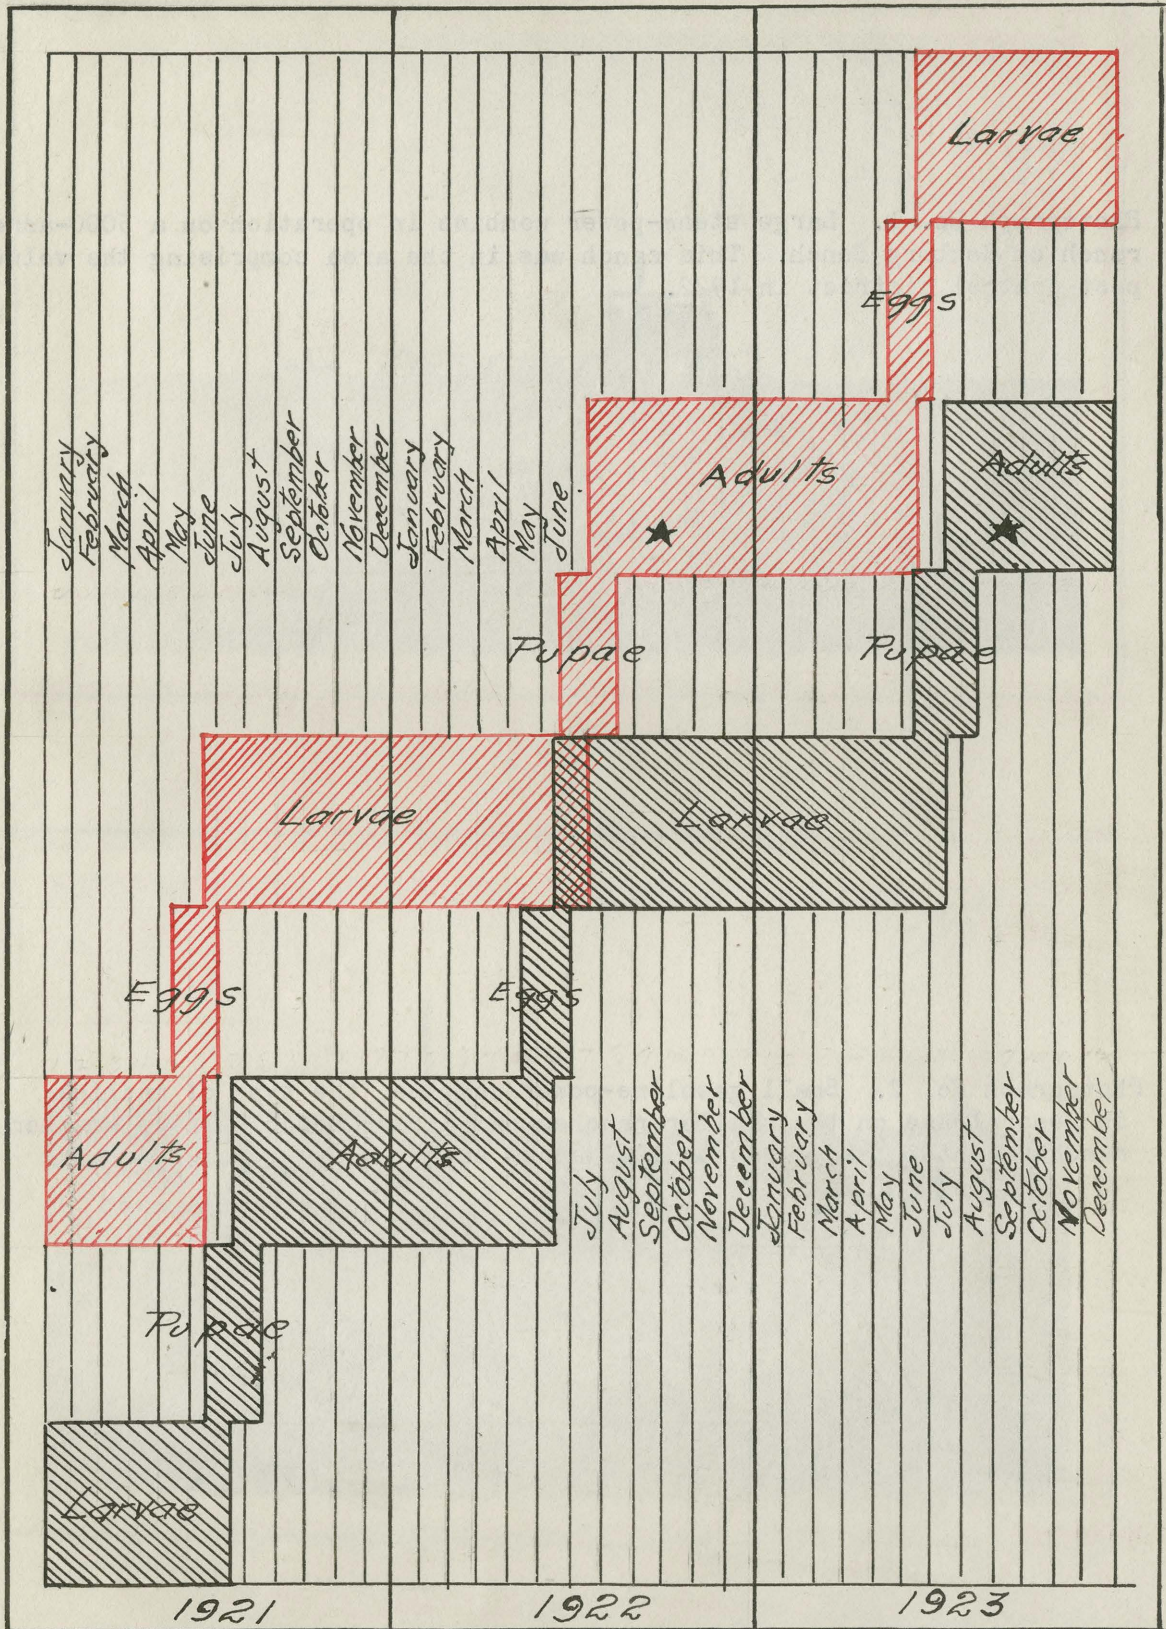 Larvae
Eggs
Adults
Adults
January
February
March
April
May
June
July
August
September
October
November
December
January
February
March
April
May
June
Pupae
Pupae
Larvae
Larvae
Eggs
Eggs
Adults
Adults
July
August
September
October
November
December
January
February
March
April
May
June
July
August
September
October
November
December
Pupae
Larvae
1921
1922
1923